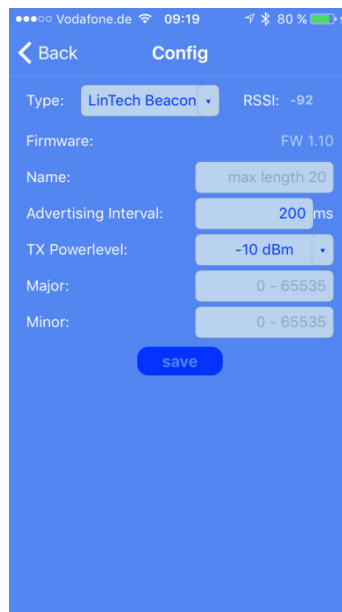 Vodafone.de 09:19 80 %
Back Config
Type: LinTech Beacon RSSI: -92
Firmware: FW 1.10
Name: max length 20
Advertising Interval: 200 ms
TX Powerlevel: -10 dBm
Major: 0 - 65535
Minor: 0 - 65535
save